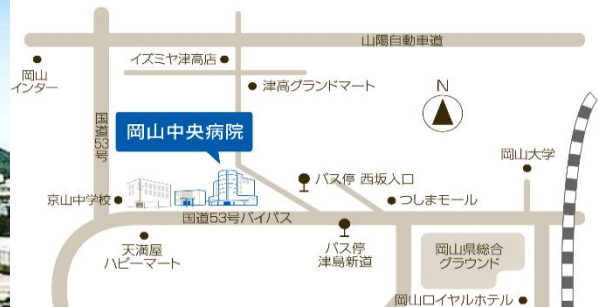 山陽自動車道
イズミヤ津高店
岡山
インター
津高グランドマート
N
国道53号
岡山中央病院
岡山大学
バス停 西坂入口
京山中学校
つしまモール
国道53号バイパス
天満屋
ハピーマート
バス停
津島新道
岡山県総合
グラウンド
岡山ロイヤルホテル